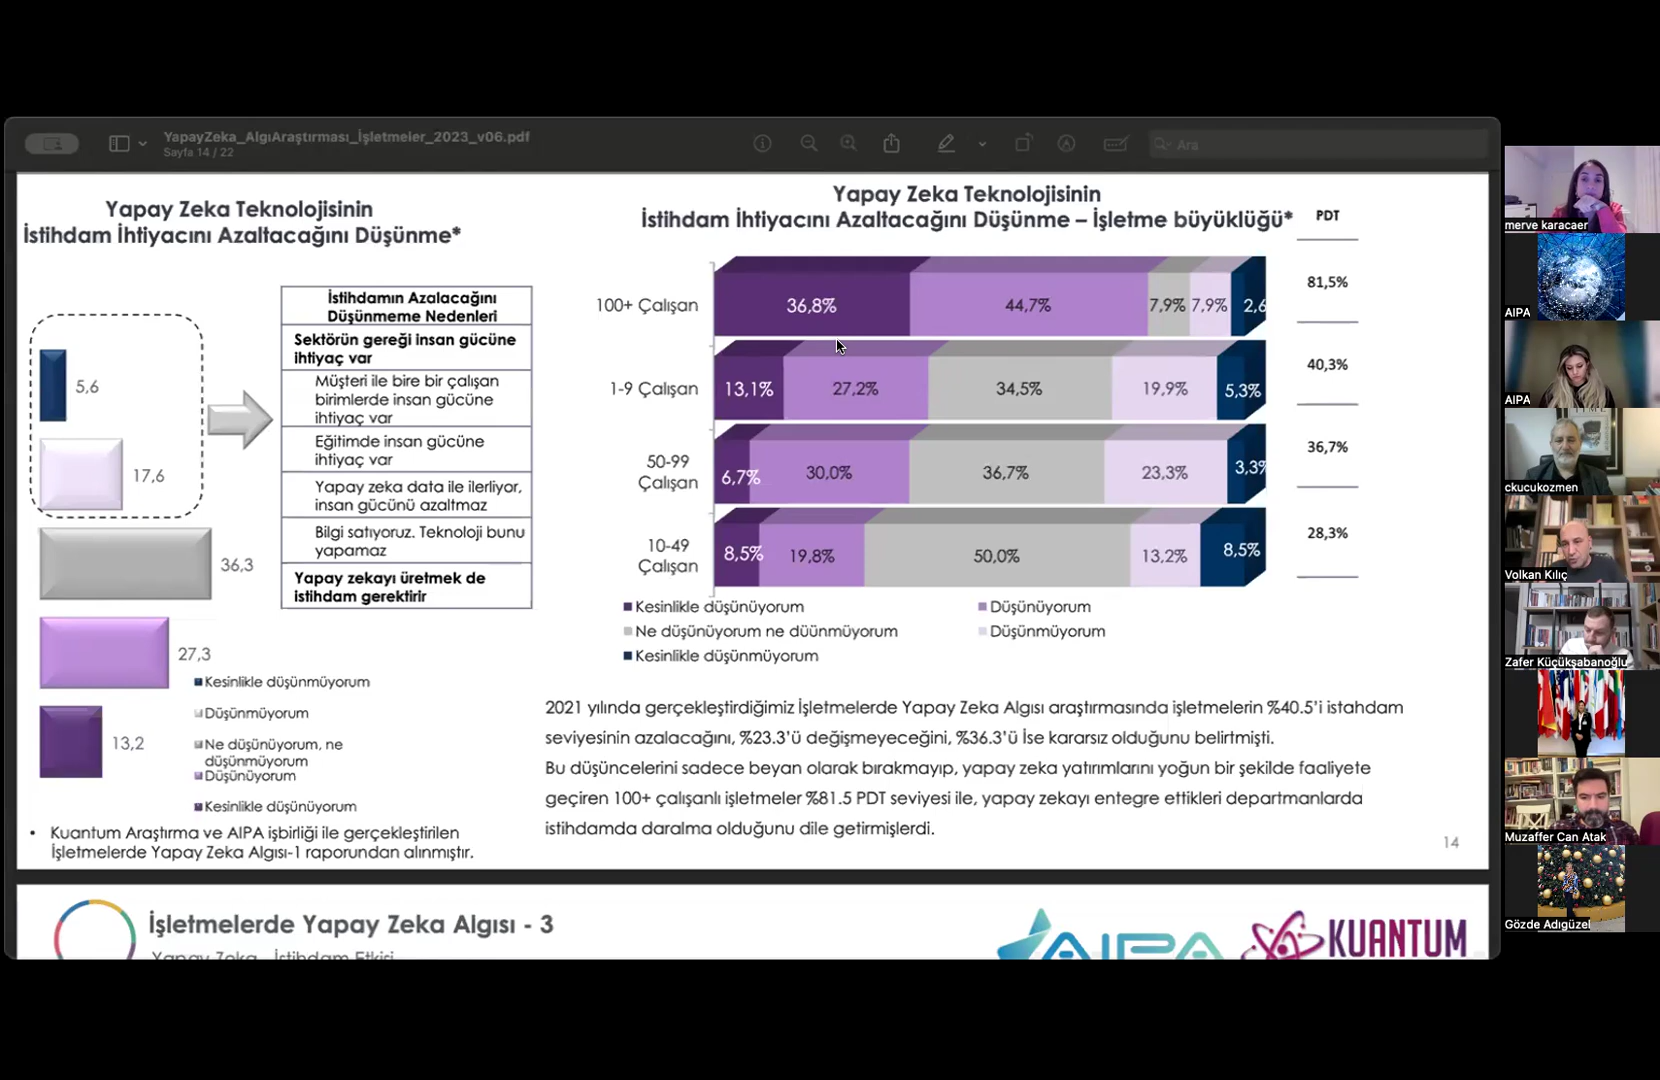 YapayZeka_AlgıAraştırması_İşletmeler_2023_v06.pdf
Sayfa 14 / 22
Ara
Yapay Zeka Teknolojisinin
İstihdam İhtiyacını Azaltacağını Düşünme*
5,6
17,6
36,3
27,3
13,2
İstihdamın Azalacağını
Düşünmeme Nedenleri
Sektörün gereği insan gücüne
ihtiyaç var
Müşteri ile bire bir çalışan
birimlerde insan gücüne
ihtiyaç var
Eğitimde insan gücüne
ihtiyaç var
Yapay zeka data ile ilerliyor,
insan gücünü azaltmaz
Bilgi satıyoruz. Teknoloji bunu
yapamaz
Yapay zekayı üretmek de
istihdam gerektirir
Kesinlikle düşünmüyorum
Düşünmüyorum
Ne düşünüyorum, ne
düşünmüyorum
Düşünüyorum
Kesinlikle düşünüyorum
• Kuantum Araştırma ve AIPA işbirliği ile gerçekleştirilen
İşletmelerde Yapay Zeka Algısı-1 raporundan alınmıştır.
Yapay Zeka Teknolojisinin
İstihdam İhtiyacını Azaltacağını Düşünme – İşletme büyüklüğü*
PDT
100+ Çalışan
36,8%
44,7%
7,9%
7,9%
2,6
81,5%
1-9 Çalışan
13,1%
27,2%
34,5%
19,9%
5,3%
40,3%
50-99
Çalışan
6,7%
30,0%
36,7%
23,3%
3,3%
36,7%
10-49
Çalışan
8,5%
19,8%
50,0%
13,2%
8,5%
28,3%
Kesinlikle düşünüyorum
Düşünüyorum
Ne düşünüyorum ne düünmüyorum
Düşünmüyorum
Kesinlikle düşünmüyorum
2021 yılında gerçekleştirdiğimiz İşletmelerde Yapay Zeka Algısı araştırmasında işletmelerin %40.5'i istahdam
seviyesinin azalacağını, %23.3'ü değişmeyeceğini, %36.3'ü İse kararsız olduğunu belirtmişti.
Bu düşüncelerini sadece beyan olarak bırakmayıp, yapay zeka yatırımlarını yoğun bir şekilde faaliyete
geçiren 100+ çalışanlı işletmeler %81.5 PDT seviyesi ile, yapay zekayı entegre ettikleri departmanlarda
istihdamda daralma olduğunu dile getirmişlerdi.
14
İşletmelerde Yapay Zeka Algısı - 3
Yapay Zeka - İstihdam Etkisi
AIPA
KUANTUM
merve karacaer
AIPA
AIPA
ckucukozmen
Volkan Kılıç
Zafer Küçükşabanoğlu
Muzaffer Can Atak
Gözde Adıgüzel